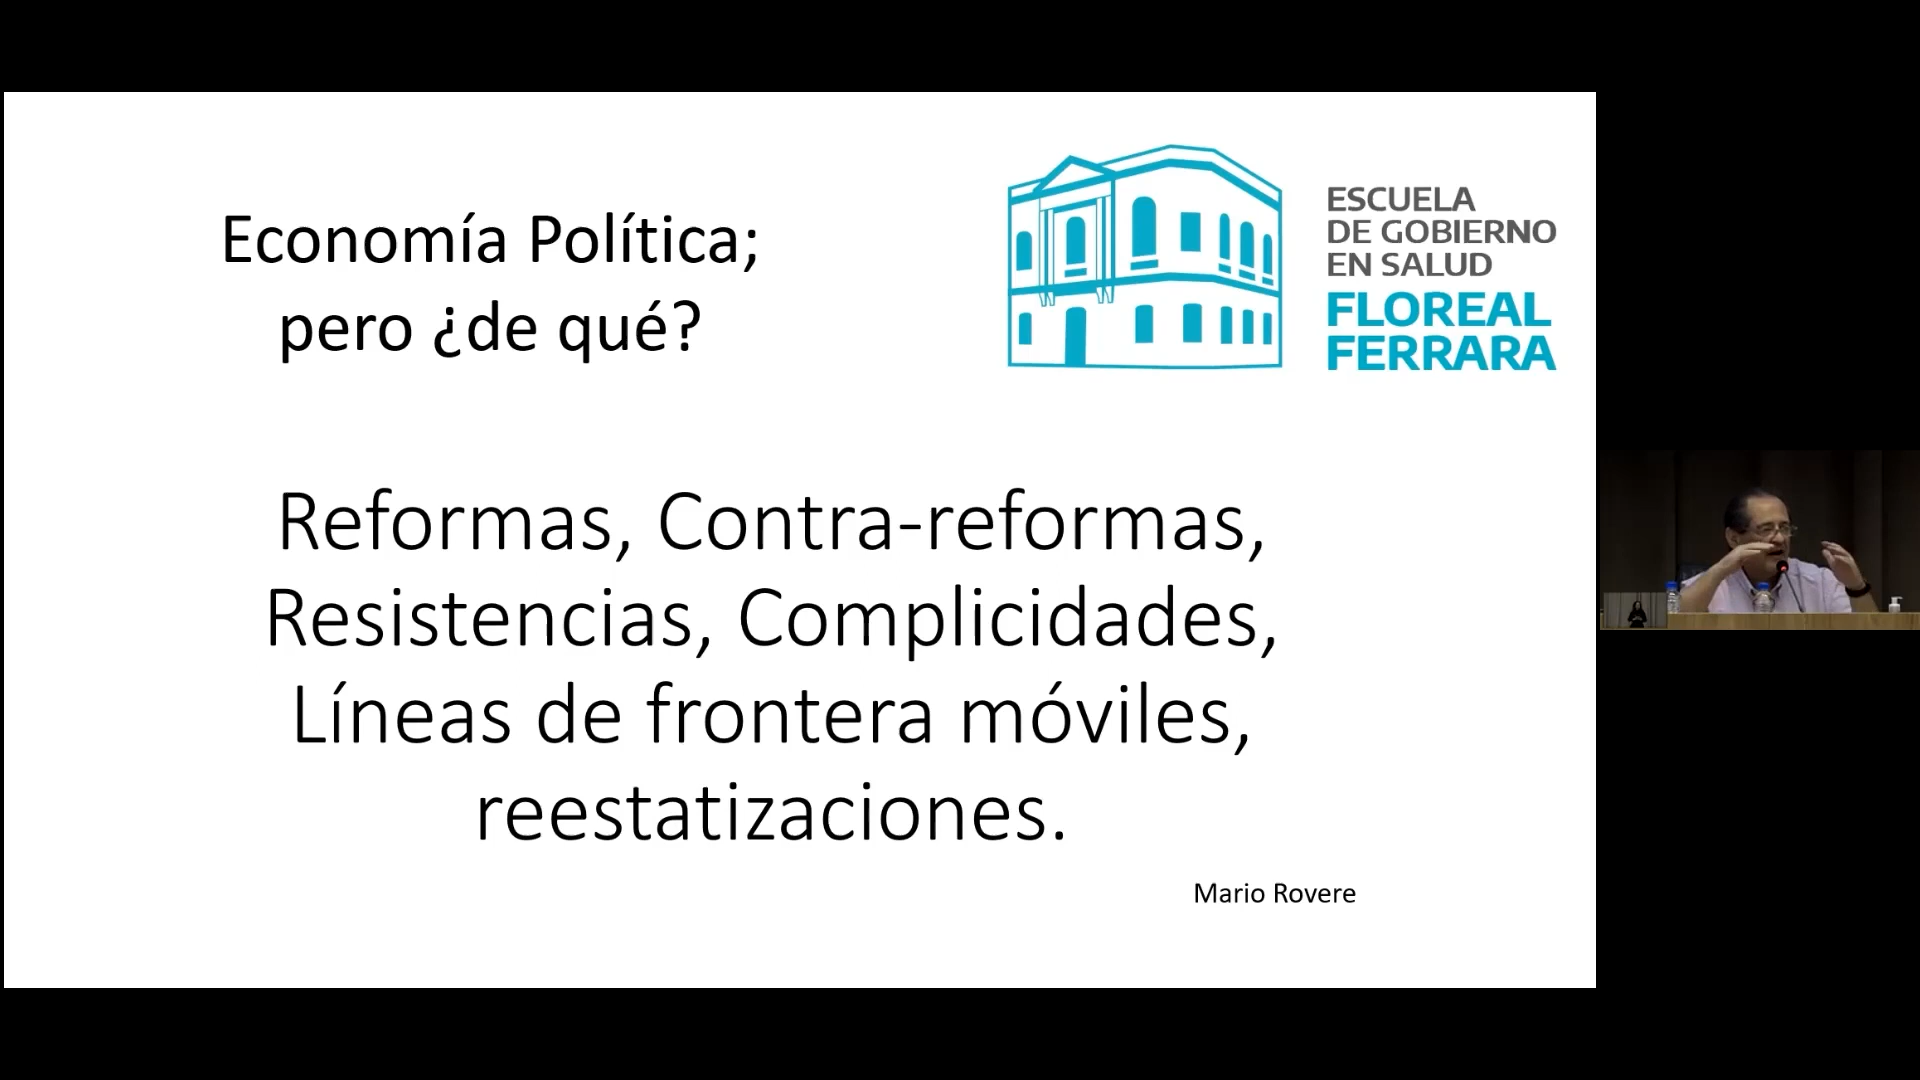 Economía Política;
pero ¿de qué?
ESCUELA
DE GOBIERNO
EN SALUD
FLOREAL
FERRARA
Reformas, Contra-reformas,
Resistencias, Complicidades,
Líneas de frontera móviles,
reestatizaciones.
Mario Rovere